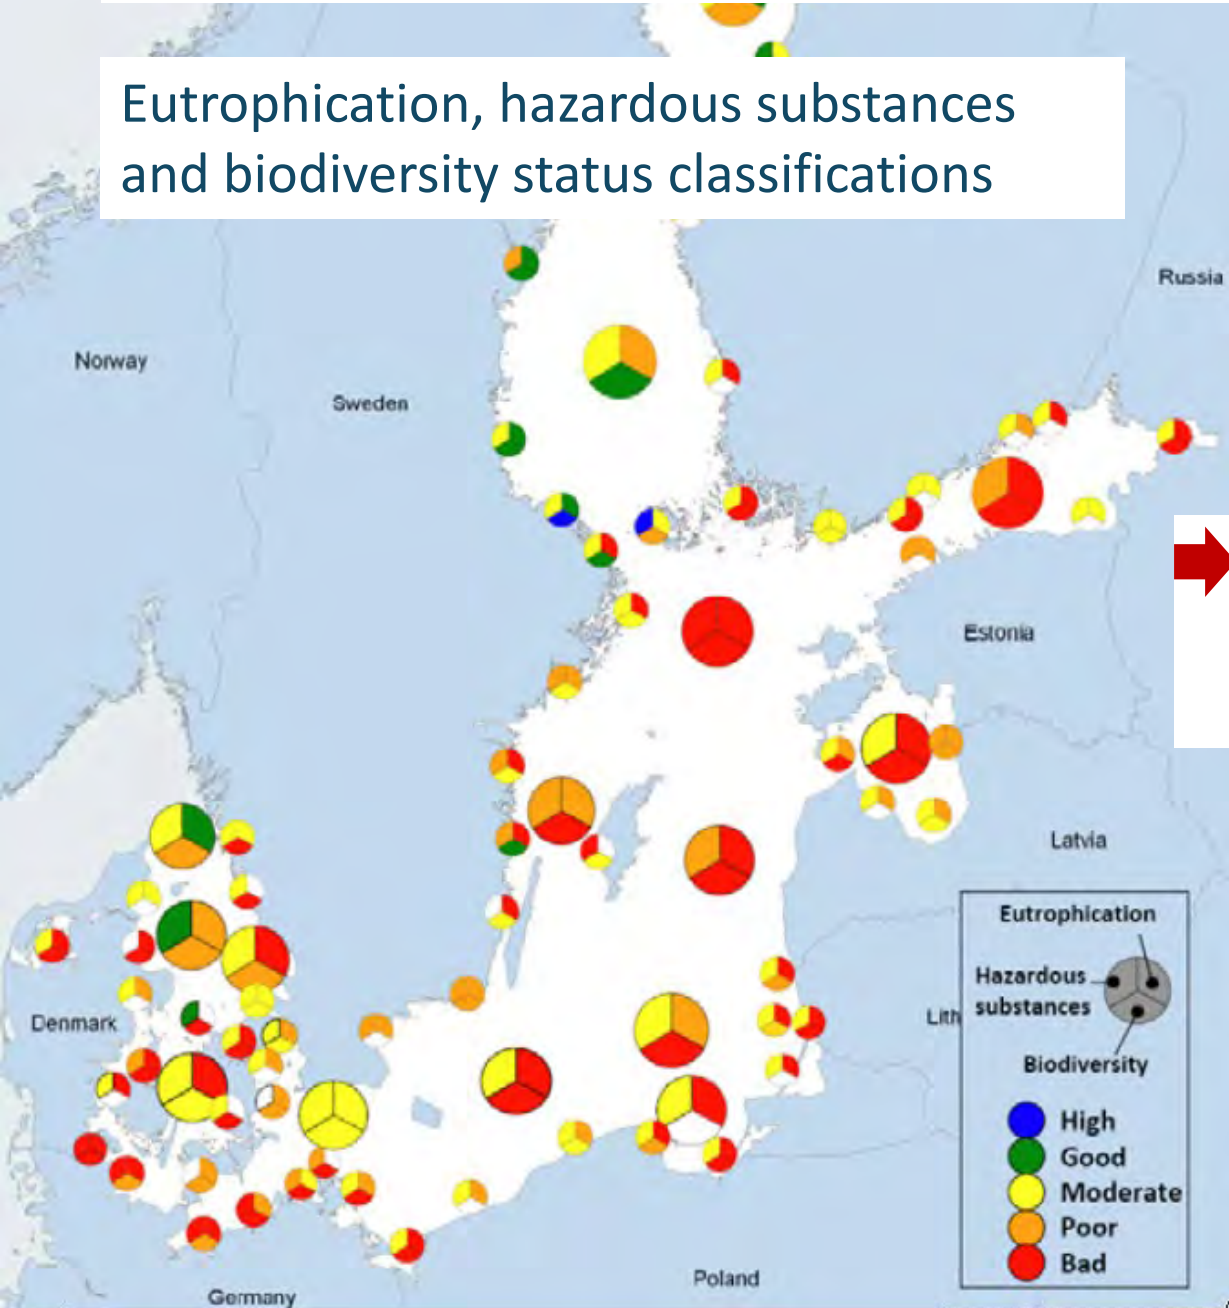 Eutrophication, hazardous substances
and biodiversity status classifications
Russia
Norway
Sweden
Estonia
Latvia
Eutrophication
Hazardous
substances
Denmark
Lith
Biodiversity
High
Good
Moderate
Poor
Bad
Poland
Germany